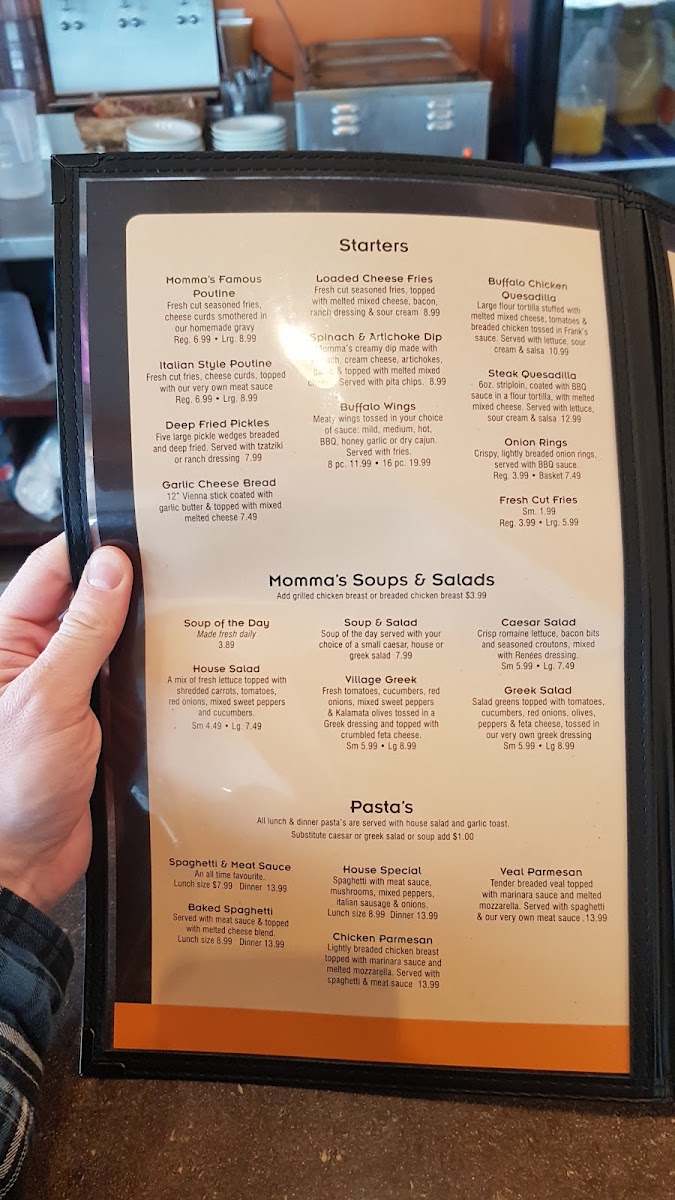 Starters
Momma's Famous
Poutine
Fresh cut seasoned fries,
cheese curds smothered in
our homemade gravy
Reg. 6.99 • Lrg. 8.99
Italian Style Poutine
Fresh cut fries, cheese curds, topped
with our very own meat sauce
Reg. 6.99 • Lrg. 8.99
Deep Fried Pickles
Five large pickle wedges breaded
and deep fried. Served with tzatziki
or ranch dressing 7.99
Garlic Cheese Bread
12" Vienna stick coated with
garlic butter & topped with mixed
melted cheese 7.49
Loaded Cheese Fries
Fresh cut seasoned fries, topped
with melted mixed cheese, bacon,
ranch dressing & sour cream 8.99
Spinach & Artichoke Dip
Momma's creamy dip made with
cream cheese, artichokes,
& topped with melted mixed
Served with pita chips. 8.99
Buffalo Wings
Meaty wings tossed in your choice
of sauce: mild, medium, hot,
BBQ, honey garlic or dry cajun.
Served with fries.
8 pc. 11.99 • 16 pc. 19.99
Buffalo Chicken
Quesadilla
Large flour tortilla stuffed with
melted mixed cheese, tomatoes &
breaded chicken tossed in Frank's
sauce. Served with lettuce, sour
cream & salsa 10.99
Steak Quesadilla
6oz. striploin, coated with BBQ
sauce in a flour tortilla, with melted
mixed cheese. Served with lettuce,
sour cream & salsa 12.99
Onion Rings
Crispy, lightly breaded onion rings,
served with BBQ sauce.
Reg. 3.99 • Basket 7.49
Fresh Cut Fries
Sm. 1.99
Reg. 3.99 • Lrg. 5.99
Momma's Soups & Salads
Add grilled chicken breast or breaded chicken breast $3.99
Soup of the Day
Made fresh daily
3.89
House Salad
A mix of fresh lettuce topped with
shredded carrots, tomatoes,
red onions, mixed sweet peppers
and cucumbers.
Sm 4.49 • Lg. 7.49
Soup & Salad
Soup of the day served with your
choice of a small caesar, house or
greek salad 7.99
Village Greek
Fresh tomatoes, cucumbers, red
onions, mixed sweet peppers
& Kalamata olives tossed in a
Greek dressing and topped with
crumbled feta cheese.
Sm 5.99 • Lg 8.99
Caesar Salad
Crisp romaine lettuce, bacon bits
and seasoned croutons, mixed
with Renées dressing.
Sm 5.99 • Lg. 7.49
Greek Salad
Salad greens topped with tomatoes,
cucumbers, red onions, olives,
peppers & feta cheese, tossed in
our very own greek dressing
Sm 5.99 • Lg 8.99
Pasta's
All lunch & dinner pasta's are served with house salad and garlic toast.
Substitute caesar or greek salad or soup add $1.00
Spaghetti & Meat Sauce
An all time favourite.
Lunch size $7.99 Dinner 13.99
Baked Spaghetti
Served with meat sauce & topped
with melted cheese blend.
Lunch size 8.99 Dinner 13.99
House Special
Spaghetti with meat sauce,
mushrooms, mixed peppers,
italian sausage & onions.
Lunch size 8.99 Dinner 13.99
Chicken Parmesan
Lightly breaded chicken breast
topped with marinara sauce and
melted mozzarella. Served with
spaghetti & meat sauce 13.99
Veal Parmesan
Tender breaded veal topped
with marinara sauce and melted
mozzarella. Served with spaghetti
& our very own meat sauce .13.99